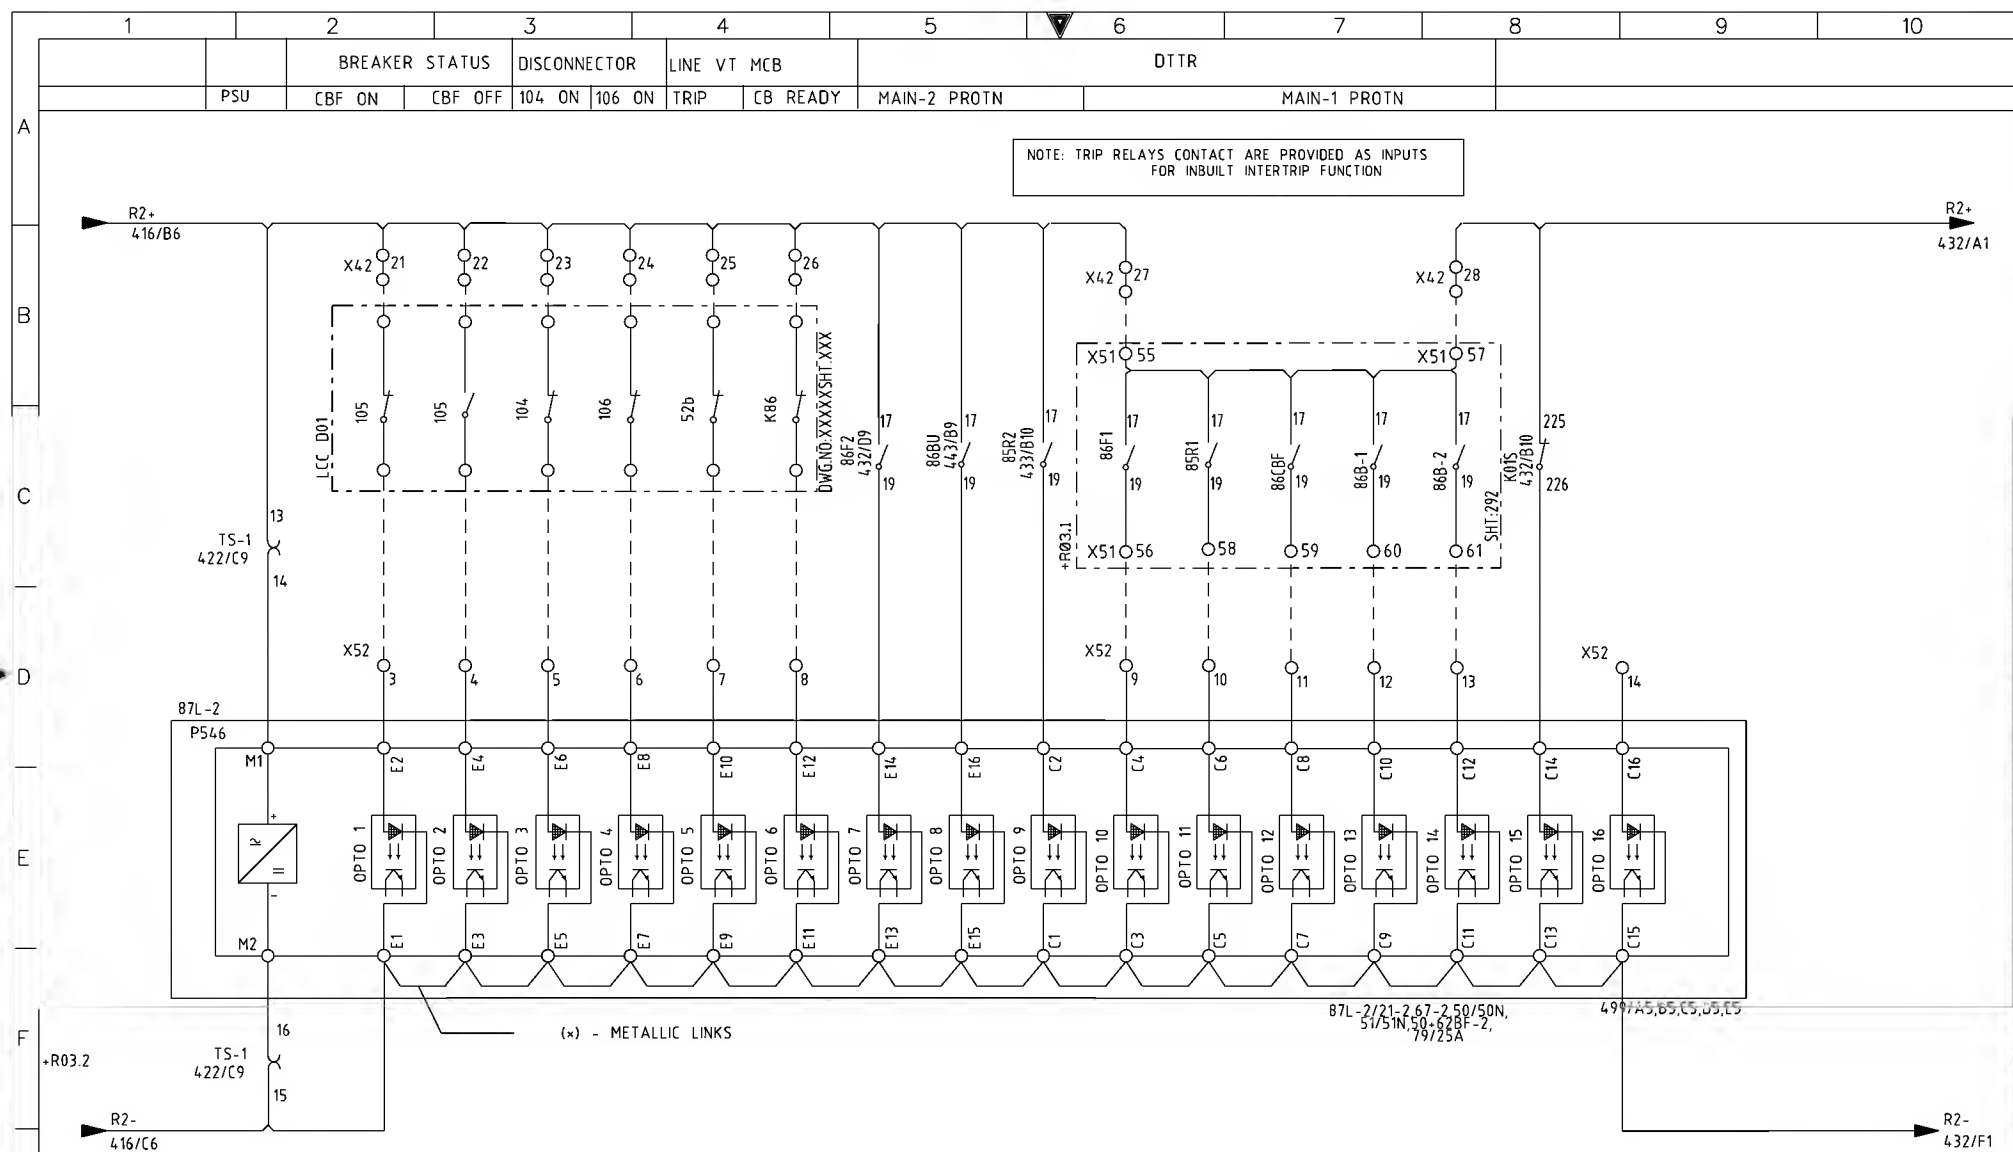 1 2 3 4 5 6 7 8 9 10
BREAKER STATUS DISCONNECTOR LINE VT MCB DTTR
PSU CBF ON CBF OFF 104 ON 106 ON TRIP CB READY MAIN-2 PROTN MAIN-1 PROTN
A
NOTE: TRIP RELAYS CONTACT ARE PROVIDED AS INPUTS
FOR INBUILT INTERTRIP FUNCTION
R2+
416/B6
R2+
432/A1
B
X42 21 22 23 24 25 26
X42 27
X42 28
X51 55
X51 57
LCC D01
105
105
104
106
52b
K86
DWG.NO:XXXXXSHT.XXX
86F2
432/D9
17
19
86BU
443/B9
17
19
85R2
433/B10
17
19
86F1
17
19
85R1
17
19
86CBF
17
19
86B-1
17
19
86B-2
17
19
SHT:292
K01S
432/B10
225
226
C
+R03.1
X51 56 58 59 60 61
13
TS-1
422/C9
14
D
X52 3 4 5 6 7 8
X52 9 10 11 12 13
X52 14
87L-2
P546
M1 E2 E4 E6 E8 E10 E12 E14 E16 C2 C4 C6 C8 C10 C12 C14 C16
E
+
=
-
OPTO 1
OPTO 2
OPTO 3
OPTO 4
OPTO 5
OPTO 6
OPTO 7
OPTO 8
OPTO 9
OPTO 10
OPTO 11
OPTO 12
OPTO 13
OPTO 14
OPTO 15
OPTO 16
M2 E1 E3 E5 E7 E9 E11 E13 E15 C1 C3 C5 C7 C9 C11 C13 C15
87L-2/21-2,67-2,50/50N,
51/51N,50+62BF-2,
79/25A
499/A5,B5,C5,D5,E5
F
(x) - METALLIC LINKS
+R03.2
16
TS-1
422/C9
15
R2-
416/C6
R2-
432/F1